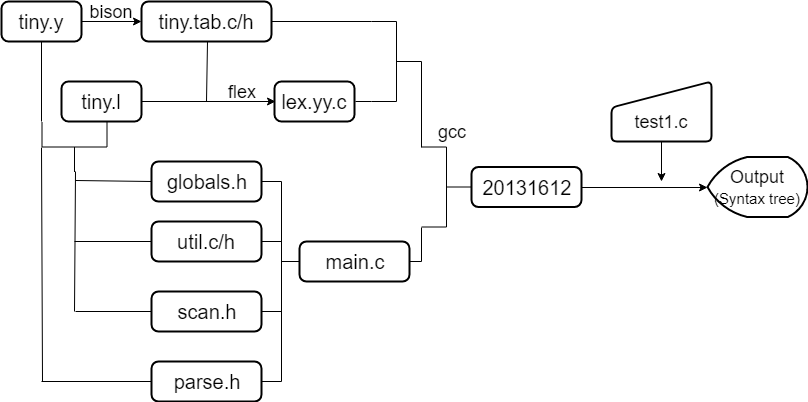 tiny.y
bison
tiny.tab.c/h
tiny.l
flex
lex.yy.c
gcc
test1.c
globals.h
util.c/h
main.c
scan.h
parse.h
20131612
Output
(Syntax tree)